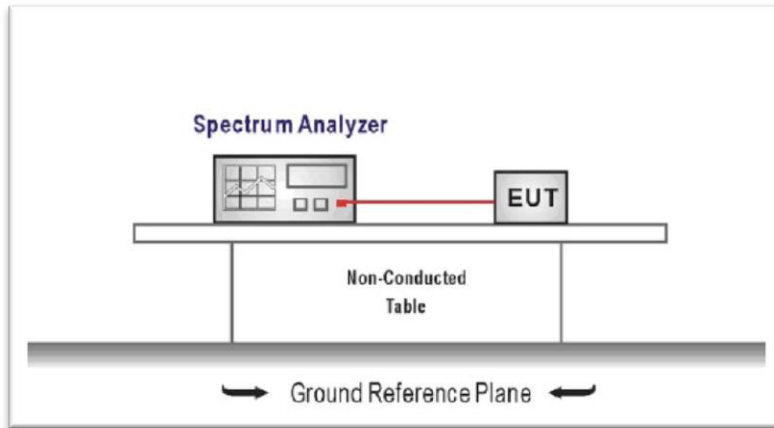 Spectrum Analyzer
EUT
Non-Conducted
Table
Ground Reference Plane